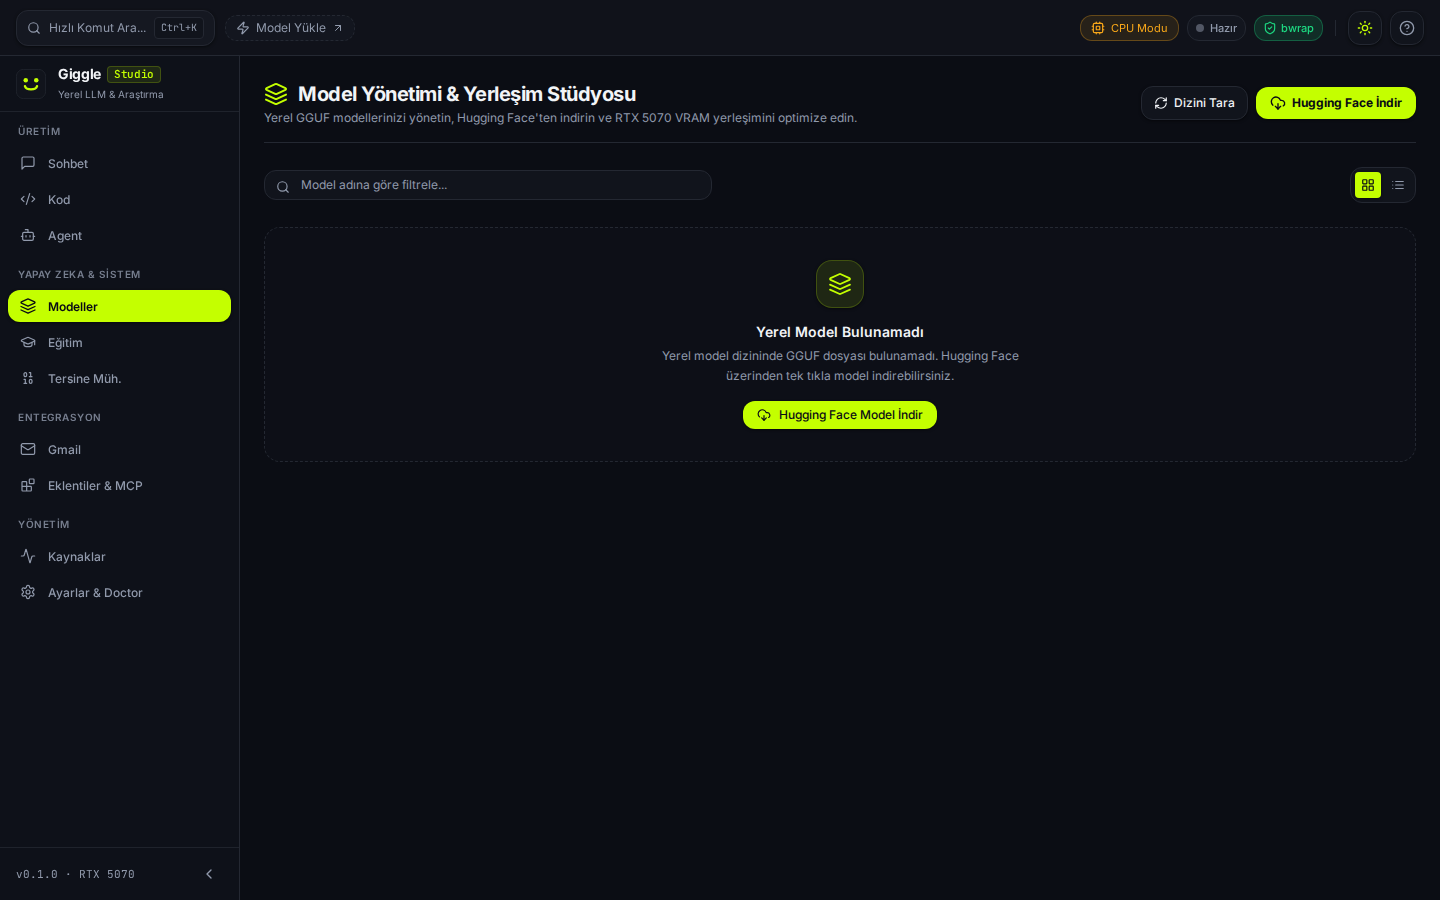 Hızlı Komut Ara... Ctrl+K
Model Yükle
CPU Modu
Hazır
bwrap
Giggle Studio
Yerel LLM & Araştırma
ÜRETİM
Sohbet
Kod
Agent
YAPAY ZEKA & SİSTEM
Modeller
Eğitim
Tersine Müh.
ENTEGRASYON
Gmail
Eklentiler & MCP
YÖNETİM
Kaynaklar
Ayarlar & Doctor
v0.1.0 · RTX 5070
Model Yönetimi & Yerleşim Stüdyosu
Yerel GGUF modellerinizi yönetin, Hugging Face'ten indirin ve RTX 5070 VRAM yerleşimini optimize edin.
Dizini Tara
Hugging Face İndir
Model adına göre filtrele...
Yerel Model Bulunamadı
Yerel model dizininde GGUF dosyası bulunamadı. Hugging Face
üzerinden tek tıkla model indirebilirsiniz.
Hugging Face Model İndir